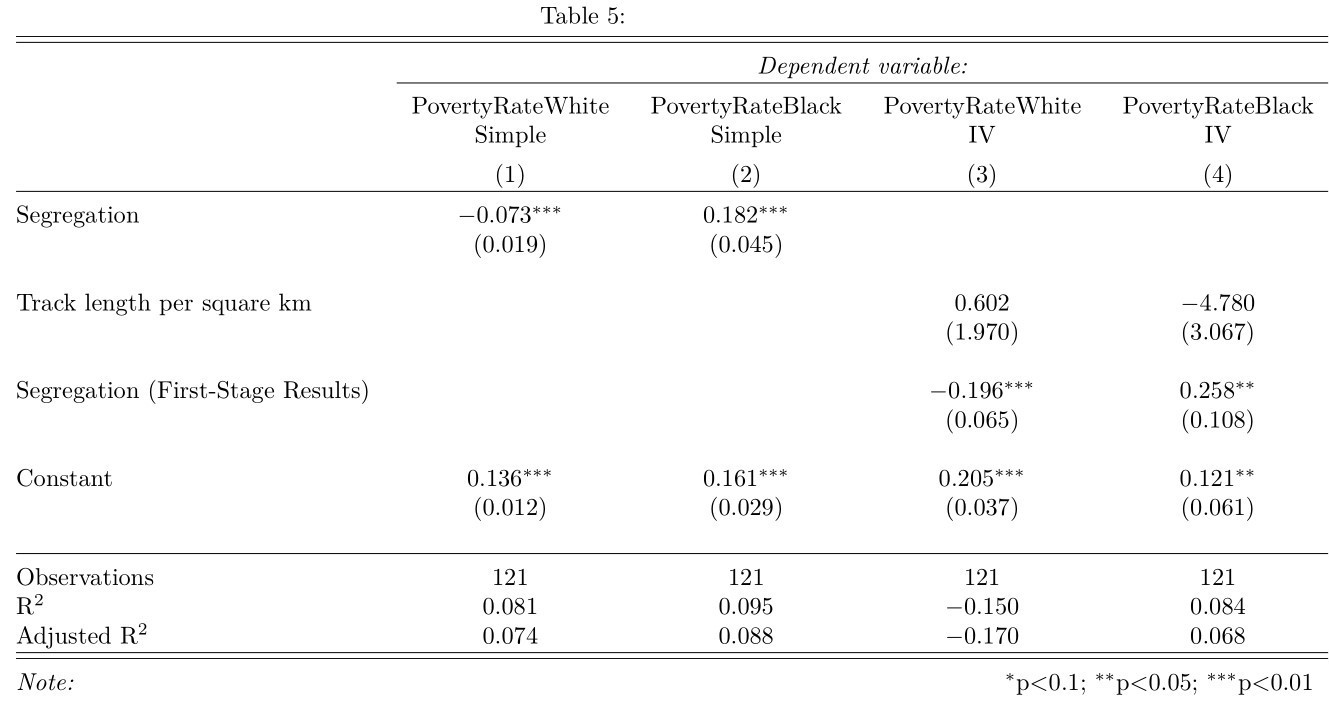 Table 5:
Dependent variable:
PovertyRateWhite PovertyRateBlack PovertyRateWhite PovertyRateBlack
Simple Simple IV IV
(1) (2) (3) (4)
Segregation −0.073*** 0.182***
(0.019) (0.045)
Track length per square km 0.602 −4.780
(1.970) (3.067)
Segregation (First-Stage Results) −0.196*** 0.258**
(0.065) (0.108)
Constant 0.136*** 0.161*** 0.205*** 0.121**
(0.012) (0.029) (0.037) (0.061)
Observations 121 121 121 121
R² 0.081 0.095 −0.150 0.084
Adjusted R² 0.074 0.088 −0.170 0.068
Note: *p<0.1; **p<0.05; ***p<0.01